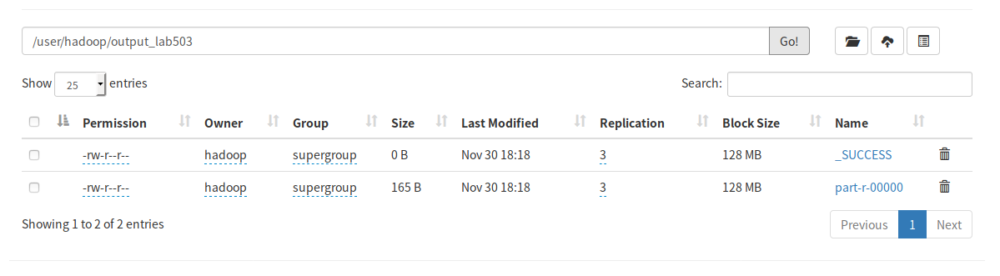 /user/hadoop/output_lab503 Go!
Show 25 entries Search:
Permission Owner Group Size Last Modified Replication Block Size Name
-rw-r--r-- hadoop supergroup 0 B Nov 30 18:18 3 128 MB _SUCCESS
-rw-r--r-- hadoop supergroup 165 B Nov 30 18:18 3 128 MB part-r-00000
Showing 1 to 2 of 2 entries Previous 1 Next